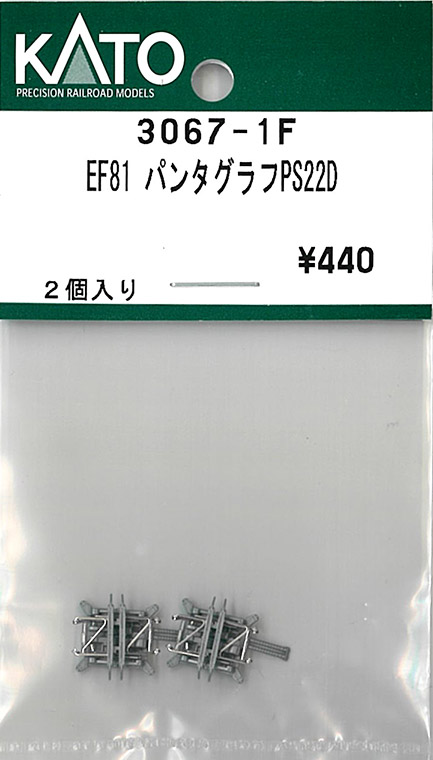 KATO
PRECISION RAILROAD MODELS
3067-1F
EF81 パンタグラフPS22D
¥440
2個入り